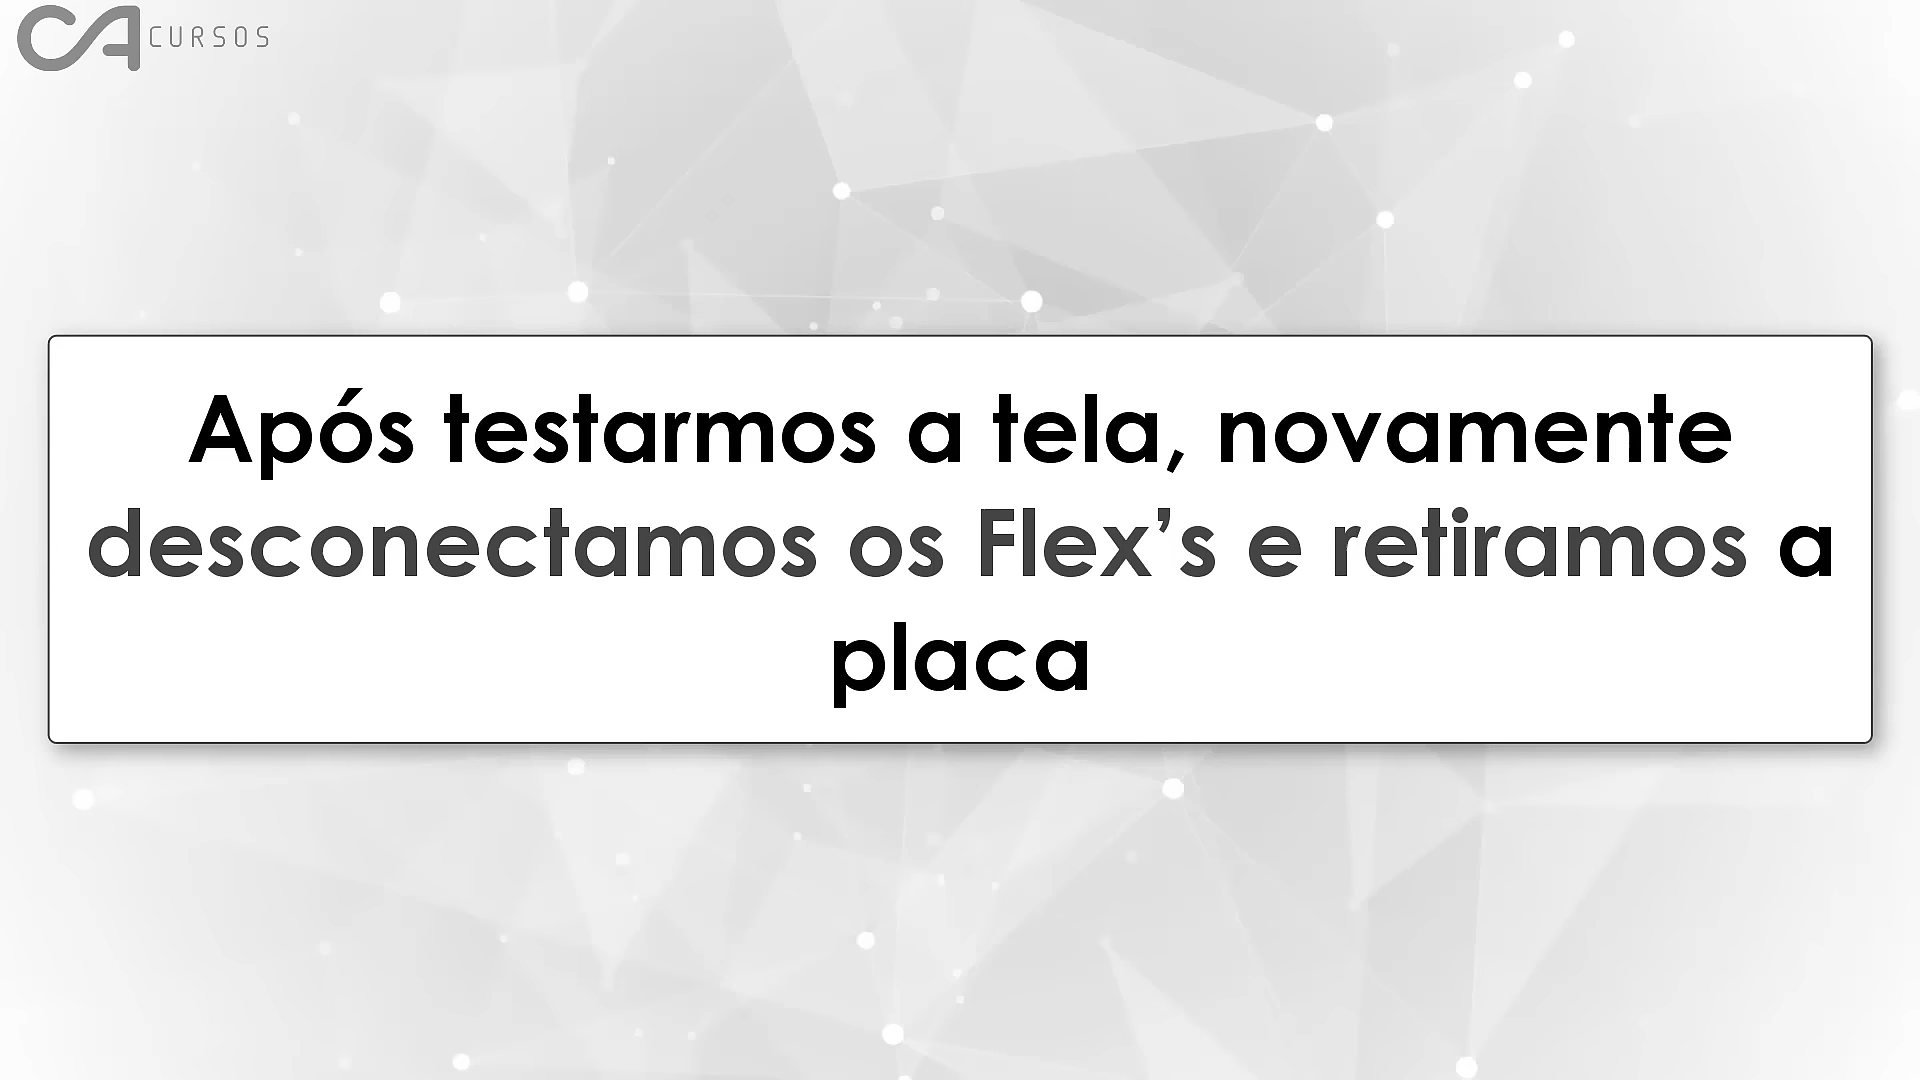 CA CURSOS
Após testarmos a tela, novamente
desconectamos os Flex’s e retiramos a
placa